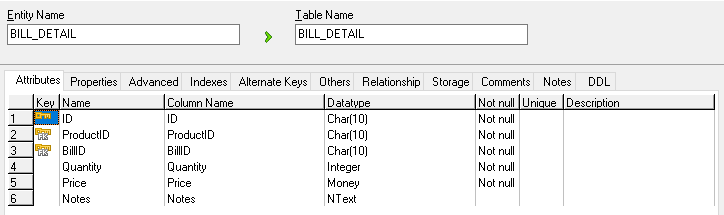 Entity Name Table Name
BILL_DETAIL BILL_DETAIL
Attributes Properties Advanced Indexes Alternate Keys Others Relationship Storage Comments Notes DDL
Key Name Column Name Datatype Not null Unique Description
1 ID ID Char(10) Not null
2 ProductID ProductID Char(10) Not null
3 BillID BillID Char(10) Not null
4 Quantity Quantity Integer Not null
5 Price Price Money Not null
6 Notes Notes NText